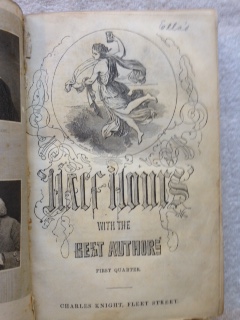 HALF HOURS
WITH THE
BEST AUTHORS
FIRST QUARTER.
CHARLES KNIGHT, FLEET STREET.